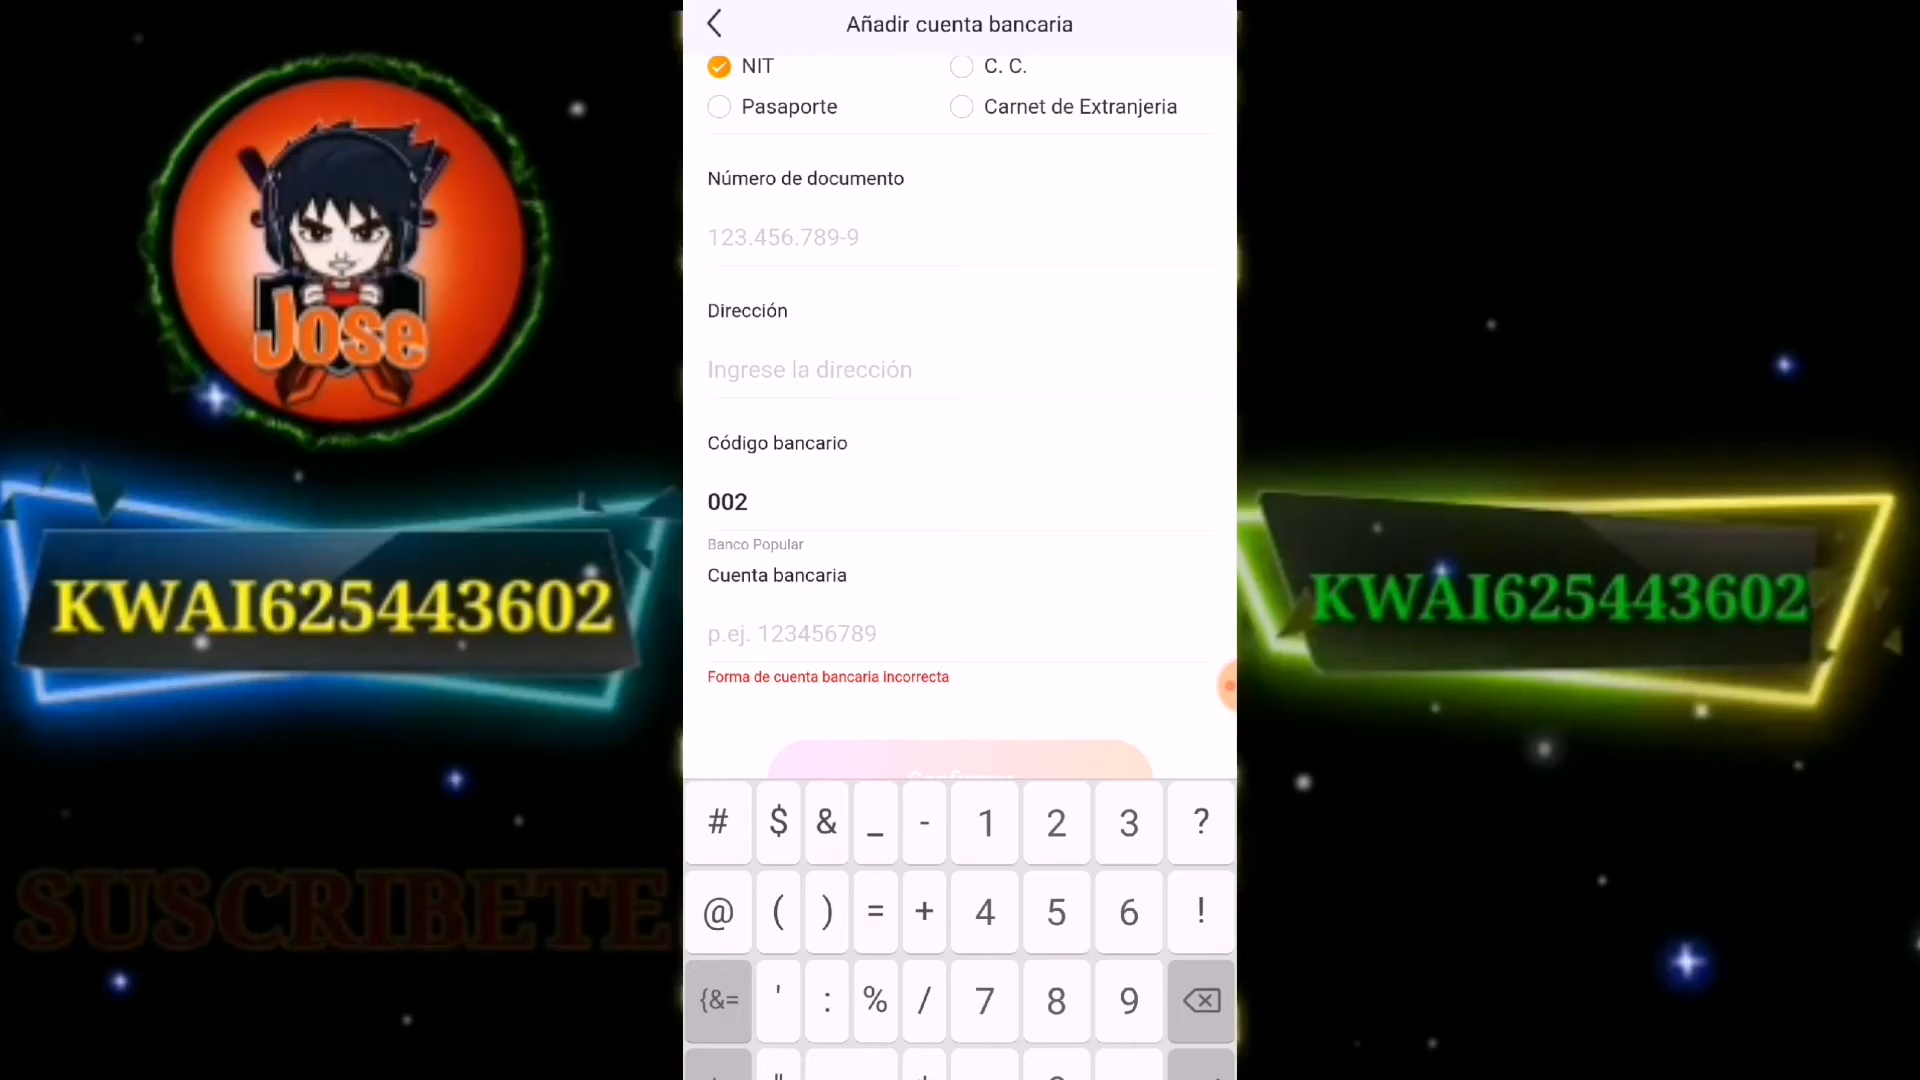 Añadir cuenta bancaria
NIT
C. C.
Pasaporte
Carnet de Extranjeria
Número de documento
123.456.789-9
Dirección
Ingrese la dirección
Código bancario
002
Banco Popular
Cuenta bancaria
p.ej. 123456789
Forma de cuenta bancaria incorrecta
Jose
KWAI625443602
KWAI625443602
SUSCRIBETE
# $ & _ - 1 2 3 ?
@ ( ) = + 4 5 6 !
{&= ' : % / 7 8 9